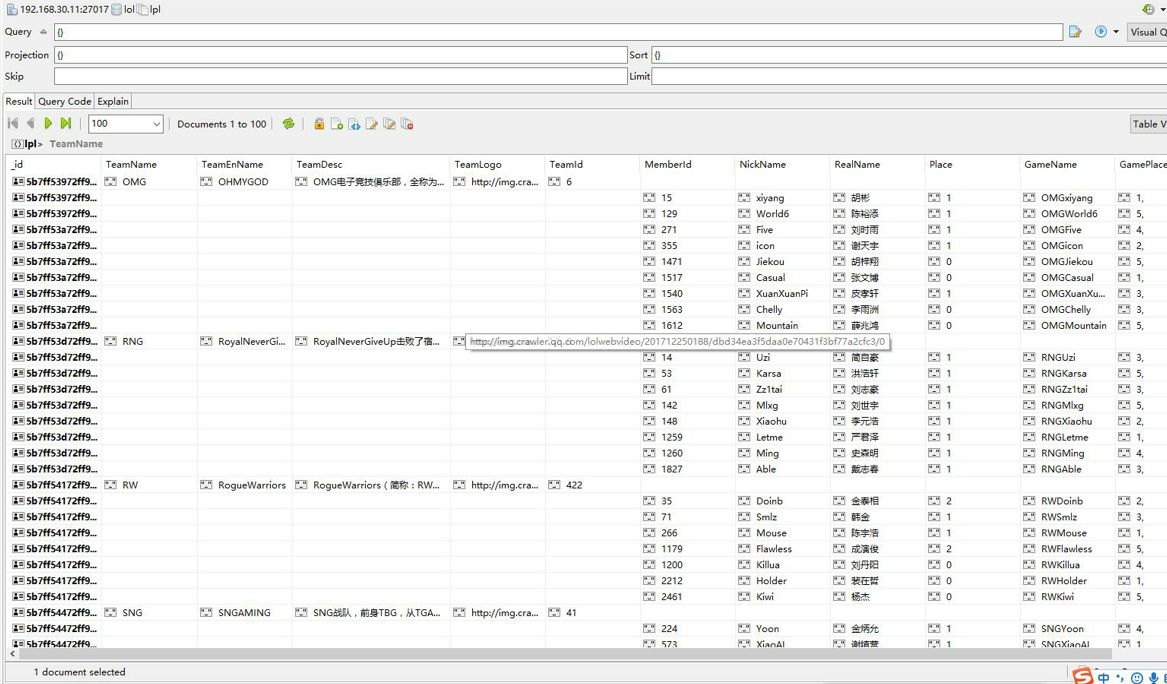 192.168.30.11:27017 lol lpl
Query {} Visual Q
Projection {} Sort {}
Skip Limit
Result Query Code Explain
100 Documents 1 to 100 Table V
lpl> TeamName
_id TeamName TeamEnName TeamDesc TeamLogo TeamId MemberId NickName RealName Place GameName GamePlace
5b7ff53972ff9... OMG OHMYGOD OMG电子竞技俱乐部，全称为... http://img.cra... 6
5b7ff53972ff9... 15 xiyang 胡彬 1 OMGxiyang 1,
5b7ff53972ff9... 129 World6 陈裕添 1 OMGWorld6 5,
5b7ff53a72ff9... 271 Five 刘时雨 1 OMGFive 4,
5b7ff53a72ff9... 355 icon 谢天宇 1 OMGicon 2,
5b7ff53a72ff9... 1471 Jiekou 胡梓翔 0 OMGJiekou 5,
5b7ff53a72ff9... 1517 Casual 张文博 0 OMGCasual 1,
5b7ff53a72ff9... 1540 XuanXuanPi 皮孝轩 1 OMGXuanXu... 3,
5b7ff53a72ff9... 1563 Chelly 李雨洲 0 OMGChelly 3,
5b7ff53a72ff9... 1612 Mountain 薛兆鸿 0 OMGMountain 5,
5b7ff53d72ff9... RNG RoyalNeverGi... RoyalNeverGiveUp击败了宿... http://img.crawler.qq.com/lolwebvideo/201712250188/dbd34ea3f5daa0e70431f3bf77a2cfc3/0
5b7ff53d72ff9... 14 Uzi 简自豪 1 RNGUzi 3,
5b7ff53d72ff9... 53 Karsa 洪浩轩 1 RNGKarsa 5,
5b7ff53d72ff9... 61 Zz1tai 刘志豪 1 RNGZz1tai 3,
5b7ff53d72ff9... 142 Mlxg 刘世宇 1 RNGMlxg 5,
5b7ff53d72ff9... 148 Xiaohu 李元浩 1 RNGXiaohu 2,
5b7ff53d72ff9... 1259 Letme 严君泽 1 RNGLetme 1,
5b7ff53d72ff9... 1260 Ming 史森明 1 RNGMing 4,
5b7ff53d72ff9... 1827 Able 戴志春 1 RNGAble 3,
5b7ff54172ff9... RW RogueWarriors RogueWarriors（简称：RW... http://img.cra... 422
5b7ff54172ff9... 35 Doinb 金泰相 2 RWDoinb 2,
5b7ff54172ff9... 71 Smlz 韩金 1 RWSmlz 3,
5b7ff54172ff9... 266 Mouse 陈宇浩 1 RWMouse 1,
5b7ff54172ff9... 1179 Flawless 成演俊 2 RWFlawless 5,
5b7ff54172ff9... 1200 Killua 刘丹阳 0 RWKillua 4,
5b7ff54172ff9... 2212 Holder 裴在哲 0 RWHolder 1,
5b7ff54172ff9... 2461 Kiwi 杨杰 0 RWKiwi 5,
5b7ff54472ff9... SNG SNGAMING SNG战队，前身TBG，从TGA... http://img.cra... 41
5b7ff54472ff9... 224 Yoon 金炳允 1 SNGYoon 4,
5b7ff54472ff9... 573 XiaoAL 1 SNGXiaoAL 1
1 document selected
中